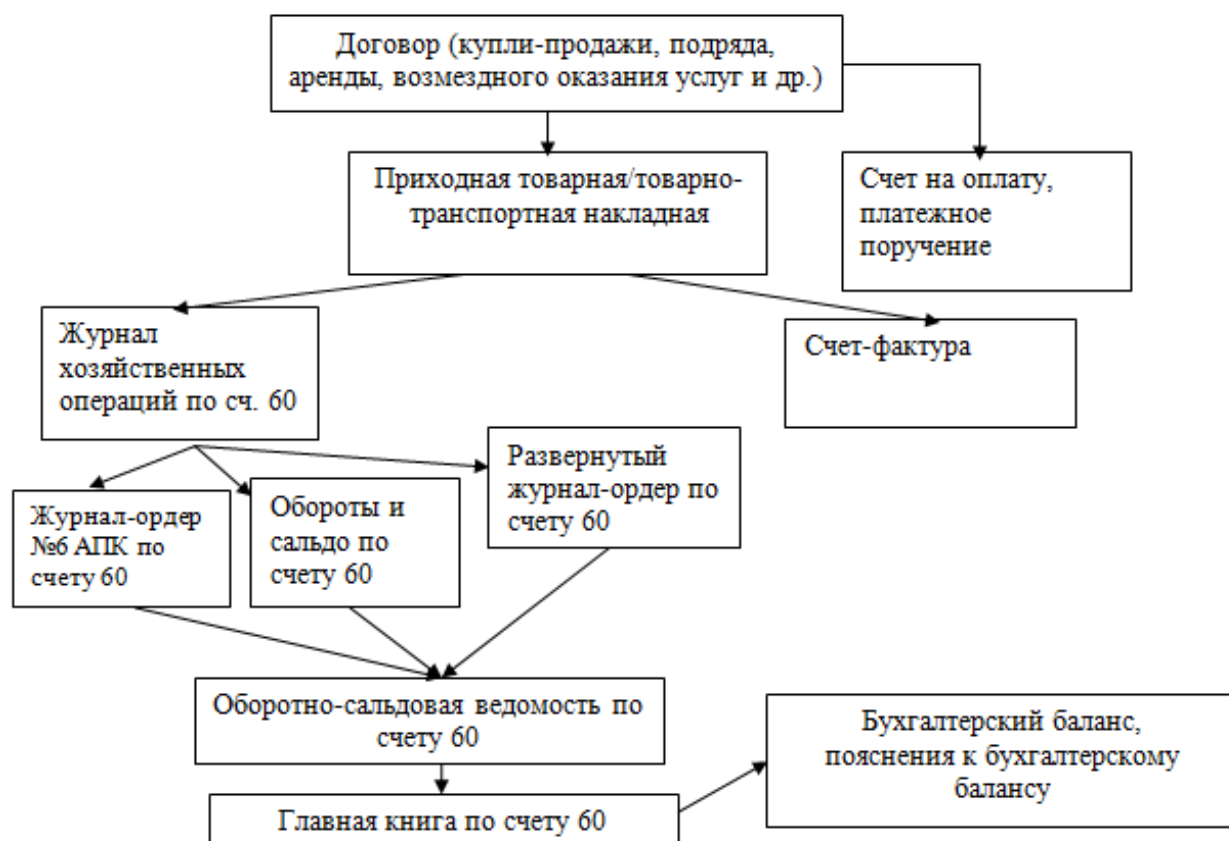 Договор (купли-продажи, подряда,
аренды, возмездного оказания услуг и др.)
Приходная товарная/товарно-
транспортная накладная
Счет на оплату,
платежное
поручение
Журнал
хозяйственных
операций по сч. 60
Счет-фактура
Журнал-ордер
№6 АПК по
счету 60
Обороты и
сальдо по
счету 60
Развернутый
журнал-ордер по
счету 60
Оборотно-сальдовая ведомость по
счету 60
Бухгалтерский баланс,
пояснения к бухгалтерскому
балансу
Главная книга по счету 60